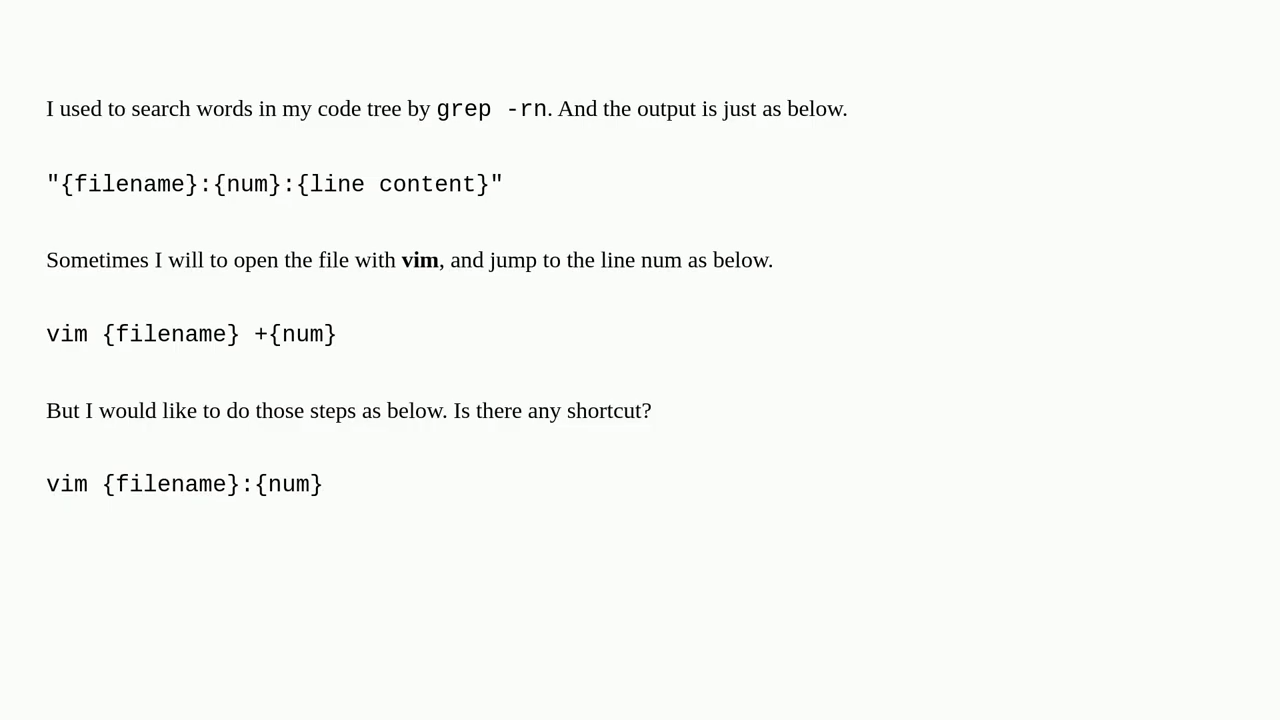 I used to search words in my code tree by grep -rn. And the output is just as below.
"{filename}:{num}:{line content}"
Sometimes I will to open the file with vim, and jump to the line num as below.
vim {filename} +{num}
But I would like to do those steps as below. Is there any shortcut?
vim {filename}:{num}